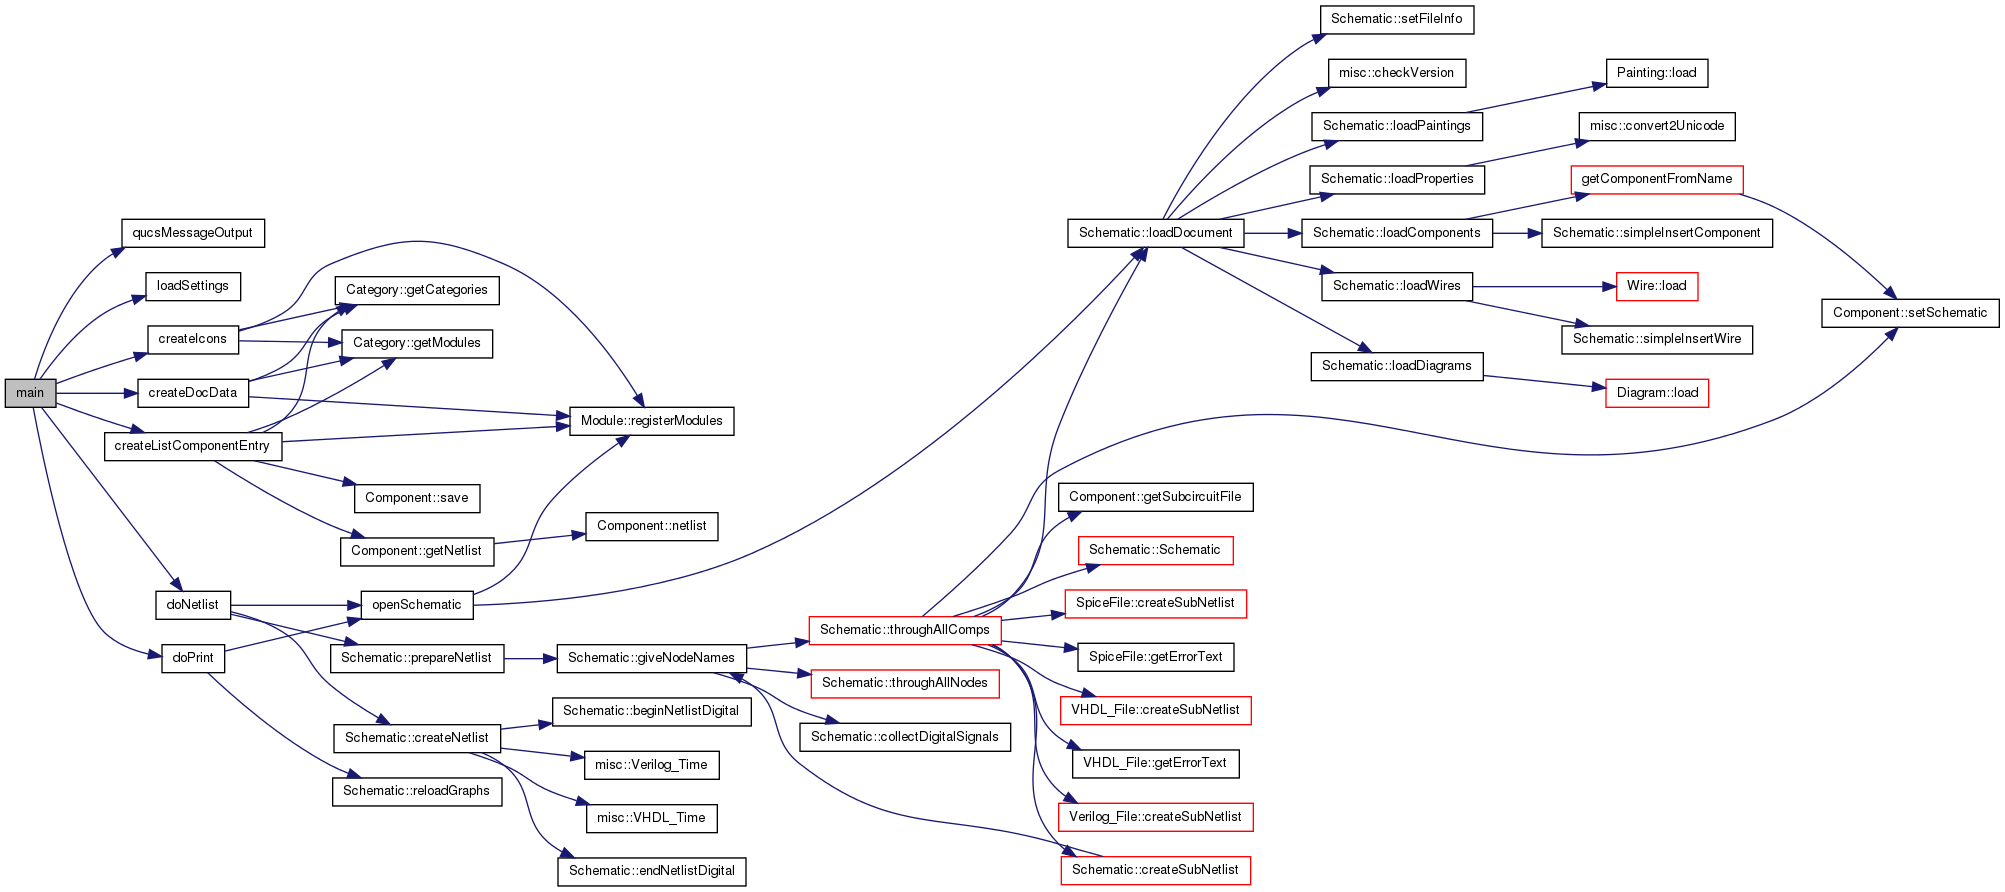 main
qucsMessageOutput
loadSettings
createIcons
createDocData
createListComponentEntry
doNetlist
doPrint
Category::getCategories
Category::getModules
Component::save
Component::getNetlist
openSchematic
Schematic::prepareNetlist
Schematic::createNetlist
Schematic::reloadGraphs
Module::registerModules
Component::netlist
Schematic::giveNodeNames
Schematic::beginNetlistDigital
misc::Verilog_Time
misc::VHDL_Time
Schematic::endNetlistDigital
Schematic::throughAllComps
Schematic::throughAllNodes
Schematic::collectDigitalSignals
Schematic::loadDocument
Component::getSubcircuitFile
Schematic::Schematic
SpiceFile::createSubNetlist
SpiceFile::getErrorText
VHDL_File::createSubNetlist
VHDL_File::getErrorText
Verilog_File::createSubNetlist
Schematic::createSubNetlist
Schematic::setFileInfo
misc::checkVersion
Schematic::loadPaintings
Schematic::loadProperties
Schematic::loadComponents
Schematic::loadWires
Schematic::loadDiagrams
Painting::load
misc::convert2Unicode
getComponentFromName
Schematic::simpleInsertComponent
Wire::load
Schematic::simpleInsertWire
Diagram::load
Component::setSchematic